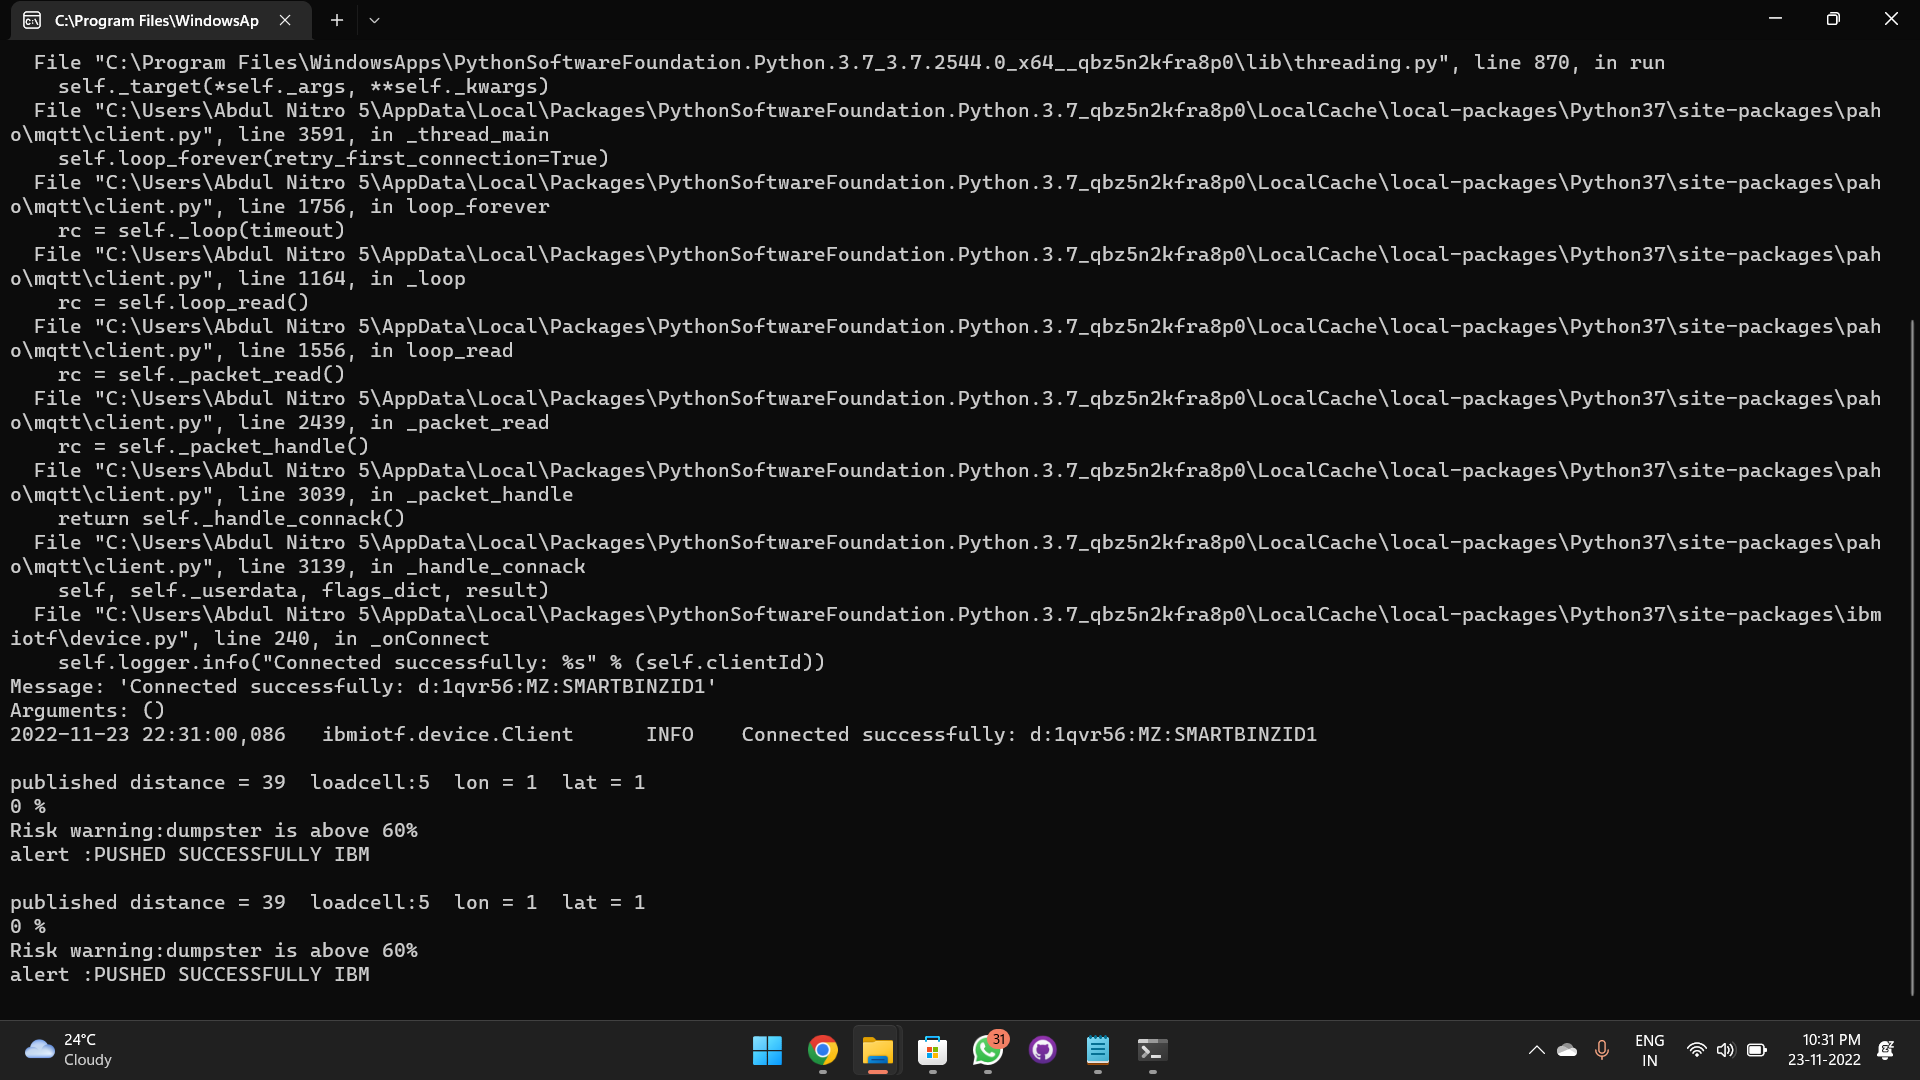 C:\Program Files\WindowsAp
  File "C:\Program Files\WindowsApps\PythonSoftwareFoundation.Python.3.7_3.7.2544.0_x64__qbz5n2kfra8p0\lib\threading.py", line 870, in run
    self._target(*self._args, **self._kwargs)
  File "C:\Users\Abdul Nitro 5\AppData\Local\Packages\PythonSoftwareFoundation.Python.3.7_qbz5n2kfra8p0\LocalCache\local-packages\Python37\site-packages\pah
o\mqtt\client.py", line 3591, in _thread_main
    self.loop_forever(retry_first_connection=True)
  File "C:\Users\Abdul Nitro 5\AppData\Local\Packages\PythonSoftwareFoundation.Python.3.7_qbz5n2kfra8p0\LocalCache\local-packages\Python37\site-packages\pah
o\mqtt\client.py", line 1756, in loop_forever
    rc = self._loop(timeout)
  File "C:\Users\Abdul Nitro 5\AppData\Local\Packages\PythonSoftwareFoundation.Python.3.7_qbz5n2kfra8p0\LocalCache\local-packages\Python37\site-packages\pah
o\mqtt\client.py", line 1164, in _loop
    rc = self.loop_read()
  File "C:\Users\Abdul Nitro 5\AppData\Local\Packages\PythonSoftwareFoundation.Python.3.7_qbz5n2kfra8p0\LocalCache\local-packages\Python37\site-packages\pah
o\mqtt\client.py", line 1556, in loop_read
    rc = self._packet_read()
  File "C:\Users\Abdul Nitro 5\AppData\Local\Packages\PythonSoftwareFoundation.Python.3.7_qbz5n2kfra8p0\LocalCache\local-packages\Python37\site-packages\pah
o\mqtt\client.py", line 2439, in _packet_read
    rc = self._packet_handle()
  File "C:\Users\Abdul Nitro 5\AppData\Local\Packages\PythonSoftwareFoundation.Python.3.7_qbz5n2kfra8p0\LocalCache\local-packages\Python37\site-packages\pah
o\mqtt\client.py", line 3039, in _packet_handle
    return self._handle_connack()
  File "C:\Users\Abdul Nitro 5\AppData\Local\Packages\PythonSoftwareFoundation.Python.3.7_qbz5n2kfra8p0\LocalCache\local-packages\Python37\site-packages\pah
o\mqtt\client.py", line 3139, in _handle_connack
    self, self._userdata, flags_dict, result)
  File "C:\Users\Abdul Nitro 5\AppData\Local\Packages\PythonSoftwareFoundation.Python.3.7_qbz5n2kfra8p0\LocalCache\local-packages\Python37\site-packages\ibm
iotf\device.py", line 240, in _onConnect
    self.logger.info("Connected successfully: %s" % (self.clientId))
Message: 'Connected successfully: d:1qvr56:MZ:SMARTBINZID1'
Arguments: ()
2022-11-23 22:31:00,086   ibmiotf.device.Client      INFO    Connected successfully: d:1qvr56:MZ:SMARTBINZID1

published distance = 39  loadcell:5  lon = 1  lat = 1
0 %
Risk warning:dumpster is above 60%
alert :PUSHED SUCCESSFULLY IBM

published distance = 39  loadcell:5  lon = 1  lat = 1
0 %
Risk warning:dumpster is above 60%
alert :PUSHED SUCCESSFULLY IBM
24°C
Cloudy
31
ENG
IN
10:31 PM
23-11-2022